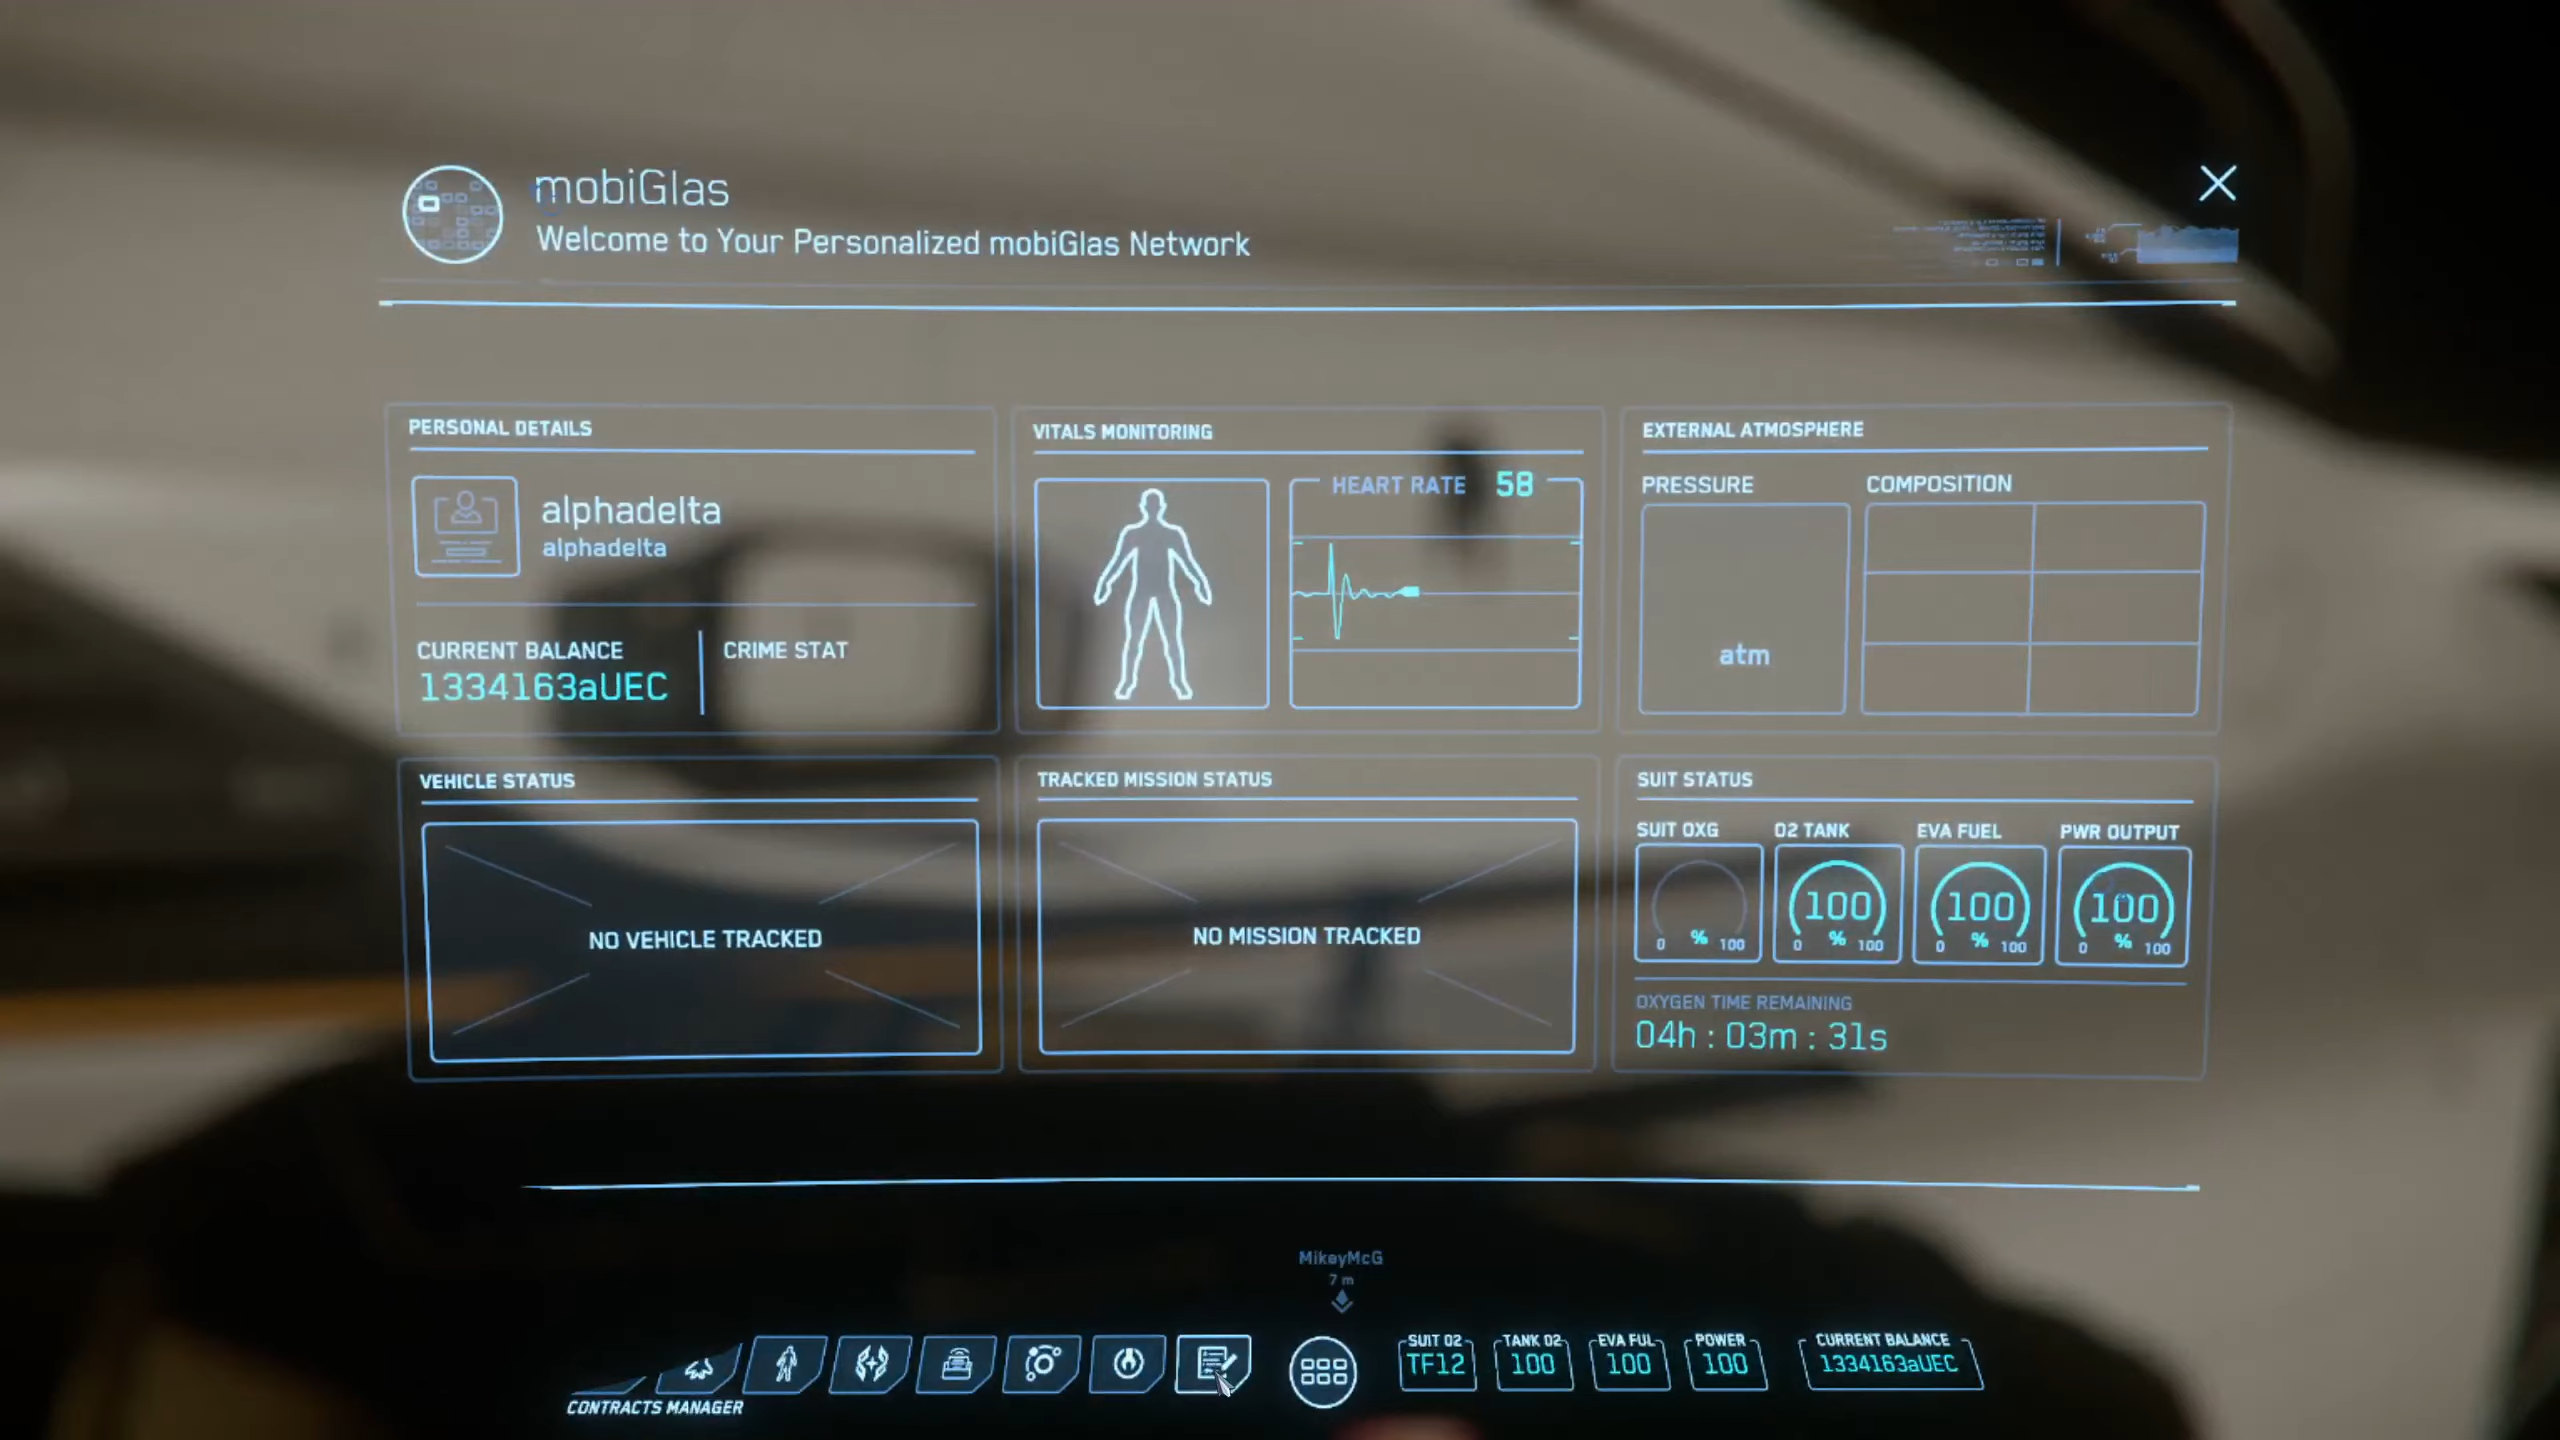 mobiGlas
Welcome to Your Personalized mobiGlas Network
PERSONAL DETAILS
alphadelta
alphadelta
CURRENT BALANCE
1334163aUEC
CRIME STAT
VITALS MONITORING
HEART RATE 58
EXTERNAL ATMOSPHERE
PRESSURE
atm
COMPOSITION
VEHICLE STATUS
NO VEHICLE TRACKED
TRACKED MISSION STATUS
NO MISSION TRACKED
SUIT STATUS
SUIT OXG
0 % 100
O2 TANK
100
0 % 100
EVA FUEL
100
0 % 100
PWR OUTPUT
100
0 % 100
OXYGEN TIME REMAINING
04h : 03m : 31s
MikeyMcG
7 m
CONTRACTS MANAGER
SUIT O2
TF12
TANK O2
100
EVA FUL
100
POWER
100
CURRENT BALANCE
1334163aUEC